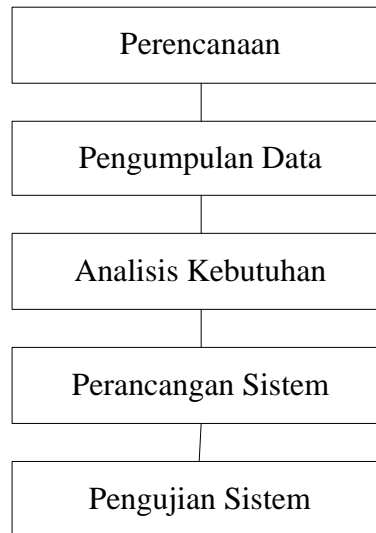 Perencanaan
Pengumpulan Data
Analisis Kebutuhan
Perancangan Sistem
Pengujian Sistem